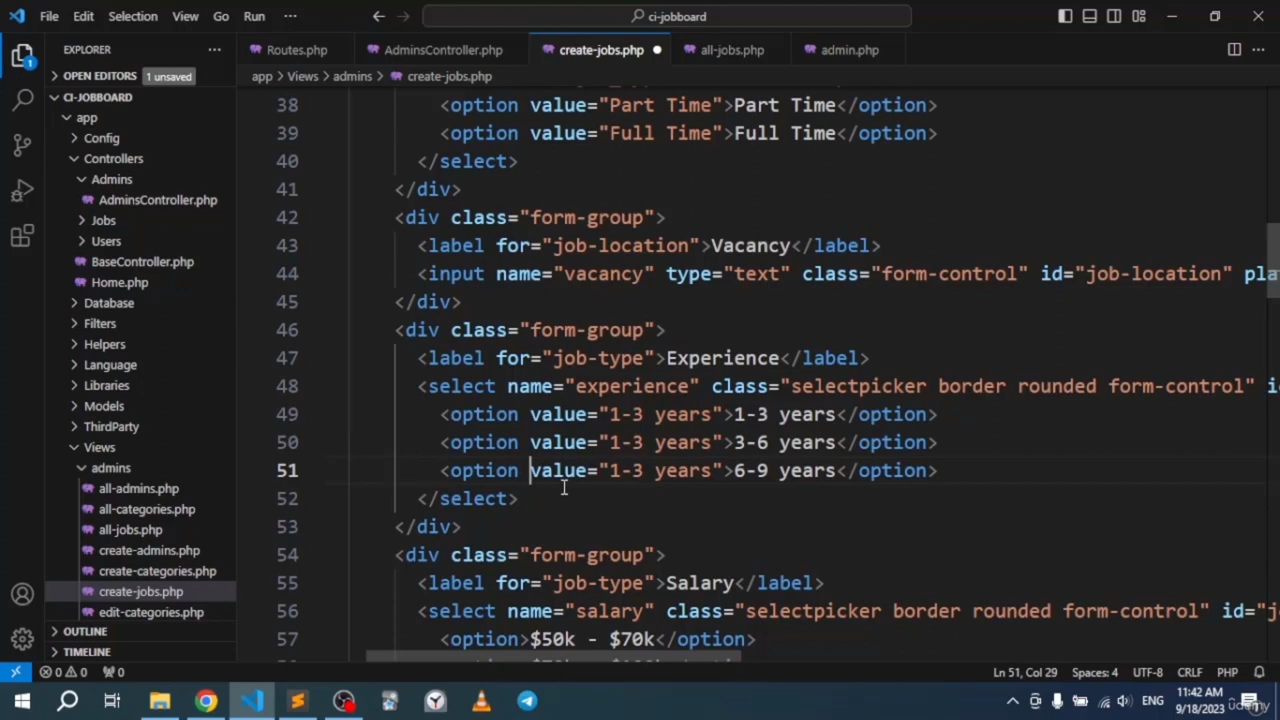 File Edit Selection View Go Run ··· ci-jobboard
EXPLORER ···
OPEN EDITORS 1 unsaved
CI-JOBBOARD
app
Config
Controllers
Admins
AdminsController.php
Jobs
Users
BaseController.php
Home.php
Database
Filters
Helpers
Language
Libraries
Models
ThirdParty
Views
admins
all-admins.php
all-categories.php
all-jobs.php
create-admins.php
create-categories.php
create-jobs.php
edit-categories.php
OUTLINE
TIMELINE
Routes.php AdminsController.php create-jobs.php all-jobs.php admin.php
app > Views > admins > create-jobs.php
38 <option value="Part Time">Part Time</option>
39 <option value="Full Time">Full Time</option>
40 </select>
41 </div>
42 <div class="form-group">
43 <label for="job-location">Vacancy</label>
44 <input name="vacancy" type="text" class="form-control" id="job-location" pla
45 </div>
46 <div class="form-group">
47 <label for="job-type">Experience</label>
48 <select name="experience" class="selectpicker border rounded form-control" i
49 <option value="1-3 years">1-3 years</option>
50 <option value="1-3 years">3-6 years</option>
51 <option value="1-3 years">6-9 years</option>
52 </select>
53 </div>
54 <div class="form-group">
55 <label for="job-type">Salary</label>
56 <select name="salary" class="selectpicker border rounded form-control" id="j
57 <option>$50k - $70k</option>
0 0 0 Ln 51, Col 29 Spaces: 4 UTF-8 CRLF PHP
ENG 11:42 AM
9/18/2023
udemy